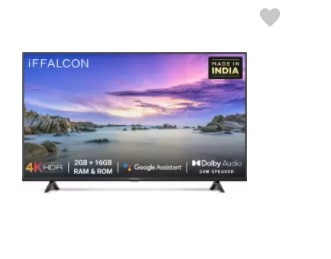 iFFALCON
MADE IN
INDIA
4K HDR
2GB + 16GB
RAM & ROM
Google Assistant
Dolby Audio
24W SPEAKER